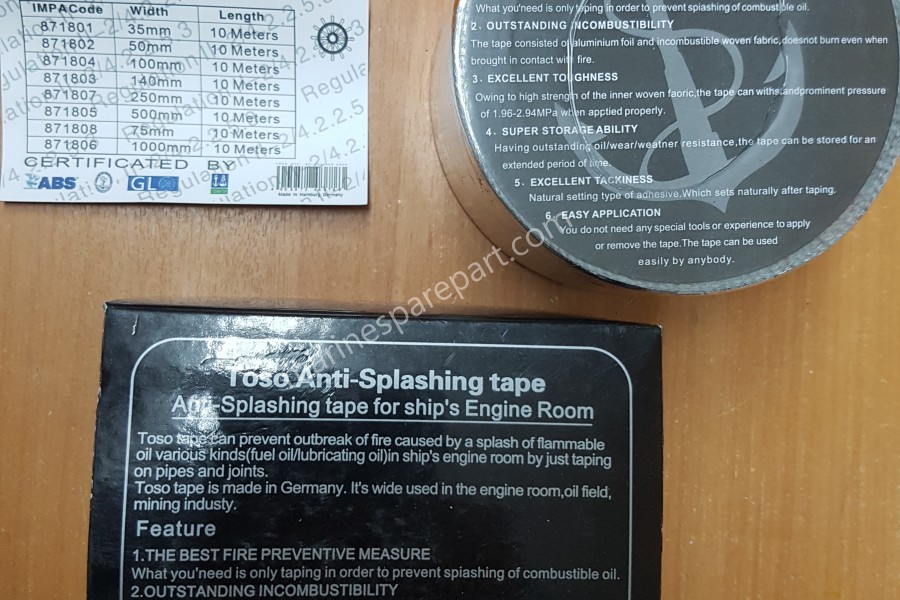 IMPACode Width Length
871801 35mm 10 Meters
871802 50mm 10 Meters
871804 100mm 10 Meters
871803 140mm 10 Meters
871807 250mm 10 Meters
871805 500mm 10 Meters
871808 75mm 10 Meters
871806 1000mm 10 Meters
CERTIFICATED BY
ABS GL
Made in Hamburg Germany
What you'need is only taping in order to prevent spiashing of combustible oil.
2. OUTSTANDING INCOMBUSTIBILITY
The tape consisted of aluminium foil and incombustible woven fabric,doesnot burn even when
brought in contact with fire.
3. EXCELLENT TOUGHNESS
Owing to high strength of the inner woven faoric,the tape can withstandprominent pressure
of 1.96-2.94MPa when apptied properly.
4. SUPER STORAGE ABILITY
Having outstanding oil/wear/weatner resistance,the tape can be stored for an
extended period of time.
5. EXCELLENT TACKINESS
Natural setting type of adhesive.Which sets naturally after taping.
6. EASY APPLICATION
You do not need any special tools or experience to apply
or remove the tape.The tape can be used
easily by anybody.
Toso Anti-Splashing tape
Anti-Splashing tape for ship's Engine Room
Toso tape can prevent outbreak of fire caused by a splash of flammable
oil various kinds(fuel oil/lubricating oil)in ship's engine room by just taping
on pipes and joints.
Toso tape is made in Germany. It's wide used in the engine room,oil field,
mining industy.
Feature
1.THE BEST FIRE PREVENTIVE MEASURE
What you'need is only taping in order to prevent spiashing of combustible oil.
2.OUTSTANDING INCOMBUSTIBILITY